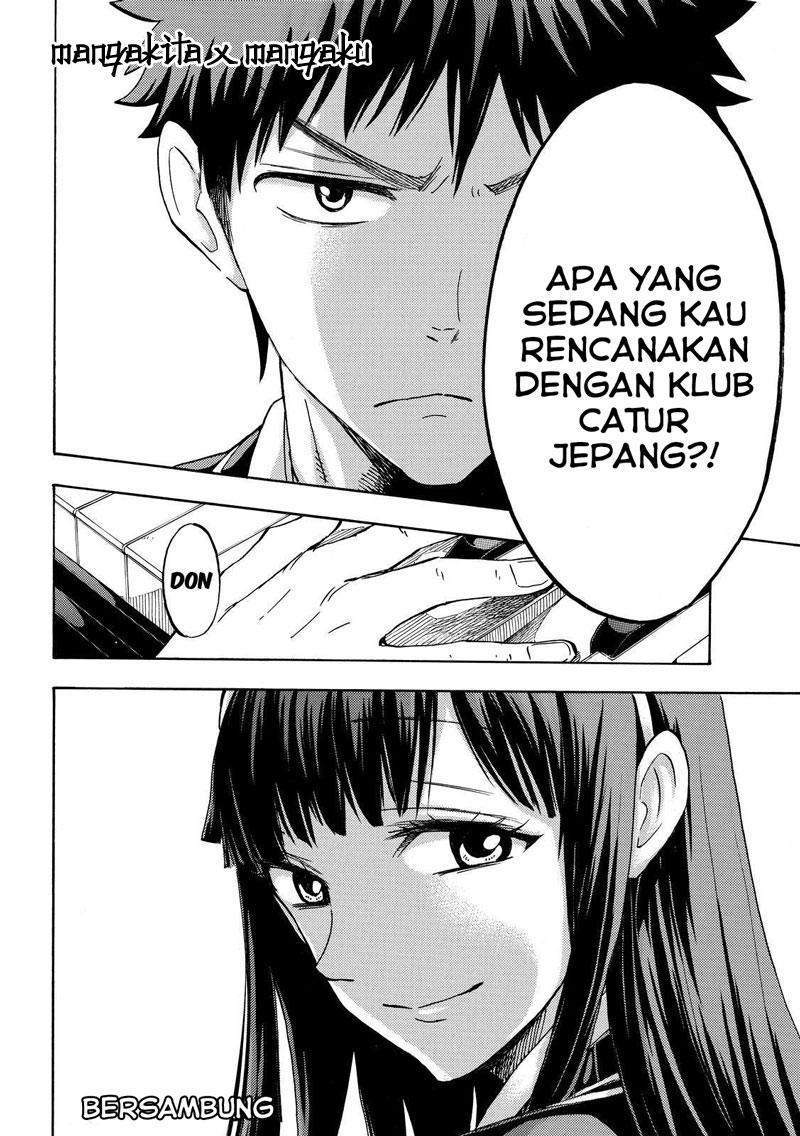 mangakita x mangaku
APA YANG
SEDANG KAU
RENCANAKAN
DENGAN KLUB
CATUR
JEPANG?!
DON
BERSAMBUNG